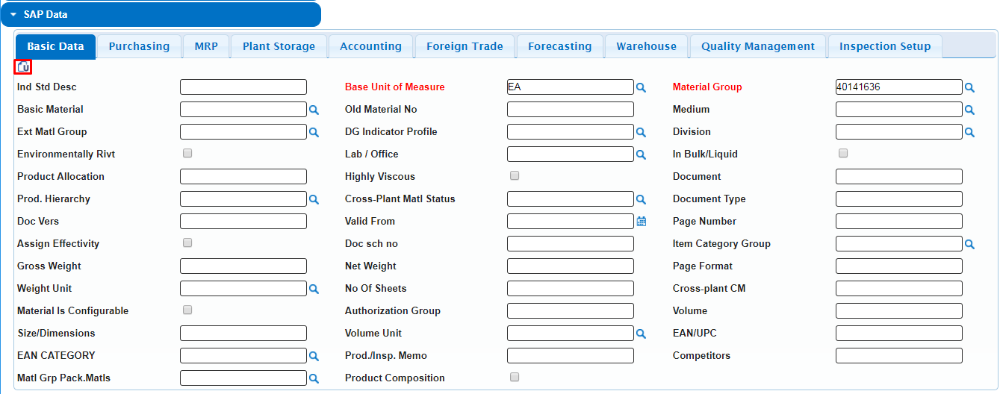 SAP Data
Basic Data Purchasing MRP Plant Storage Accounting Foreign Trade Forecasting Warehouse Quality Management Inspection Setup
Ind Std Desc Base Unit of Measure EA Material Group 40141636
Basic Material Old Material No Medium
Ext Matl Group DG Indicator Profile Division
Environmentally Rivt Lab / Office In Bulk/Liquid
Product Allocation Highly Viscous Document
Prod. Hierarchy Cross-Plant Matl Status Document Type
Doc Vers Valid From Page Number
Assign Effectivity Doc sch no Item Category Group
Gross Weight Net Weight Page Format
Weight Unit No Of Sheets Cross-plant CM
Material Is Configurable Authorization Group Volume
Size/Dimensions Volume Unit EAN/UPC
EAN CATEGORY Prod./Insp. Memo Competitors
Matl Grp Pack.Matls Product Composition